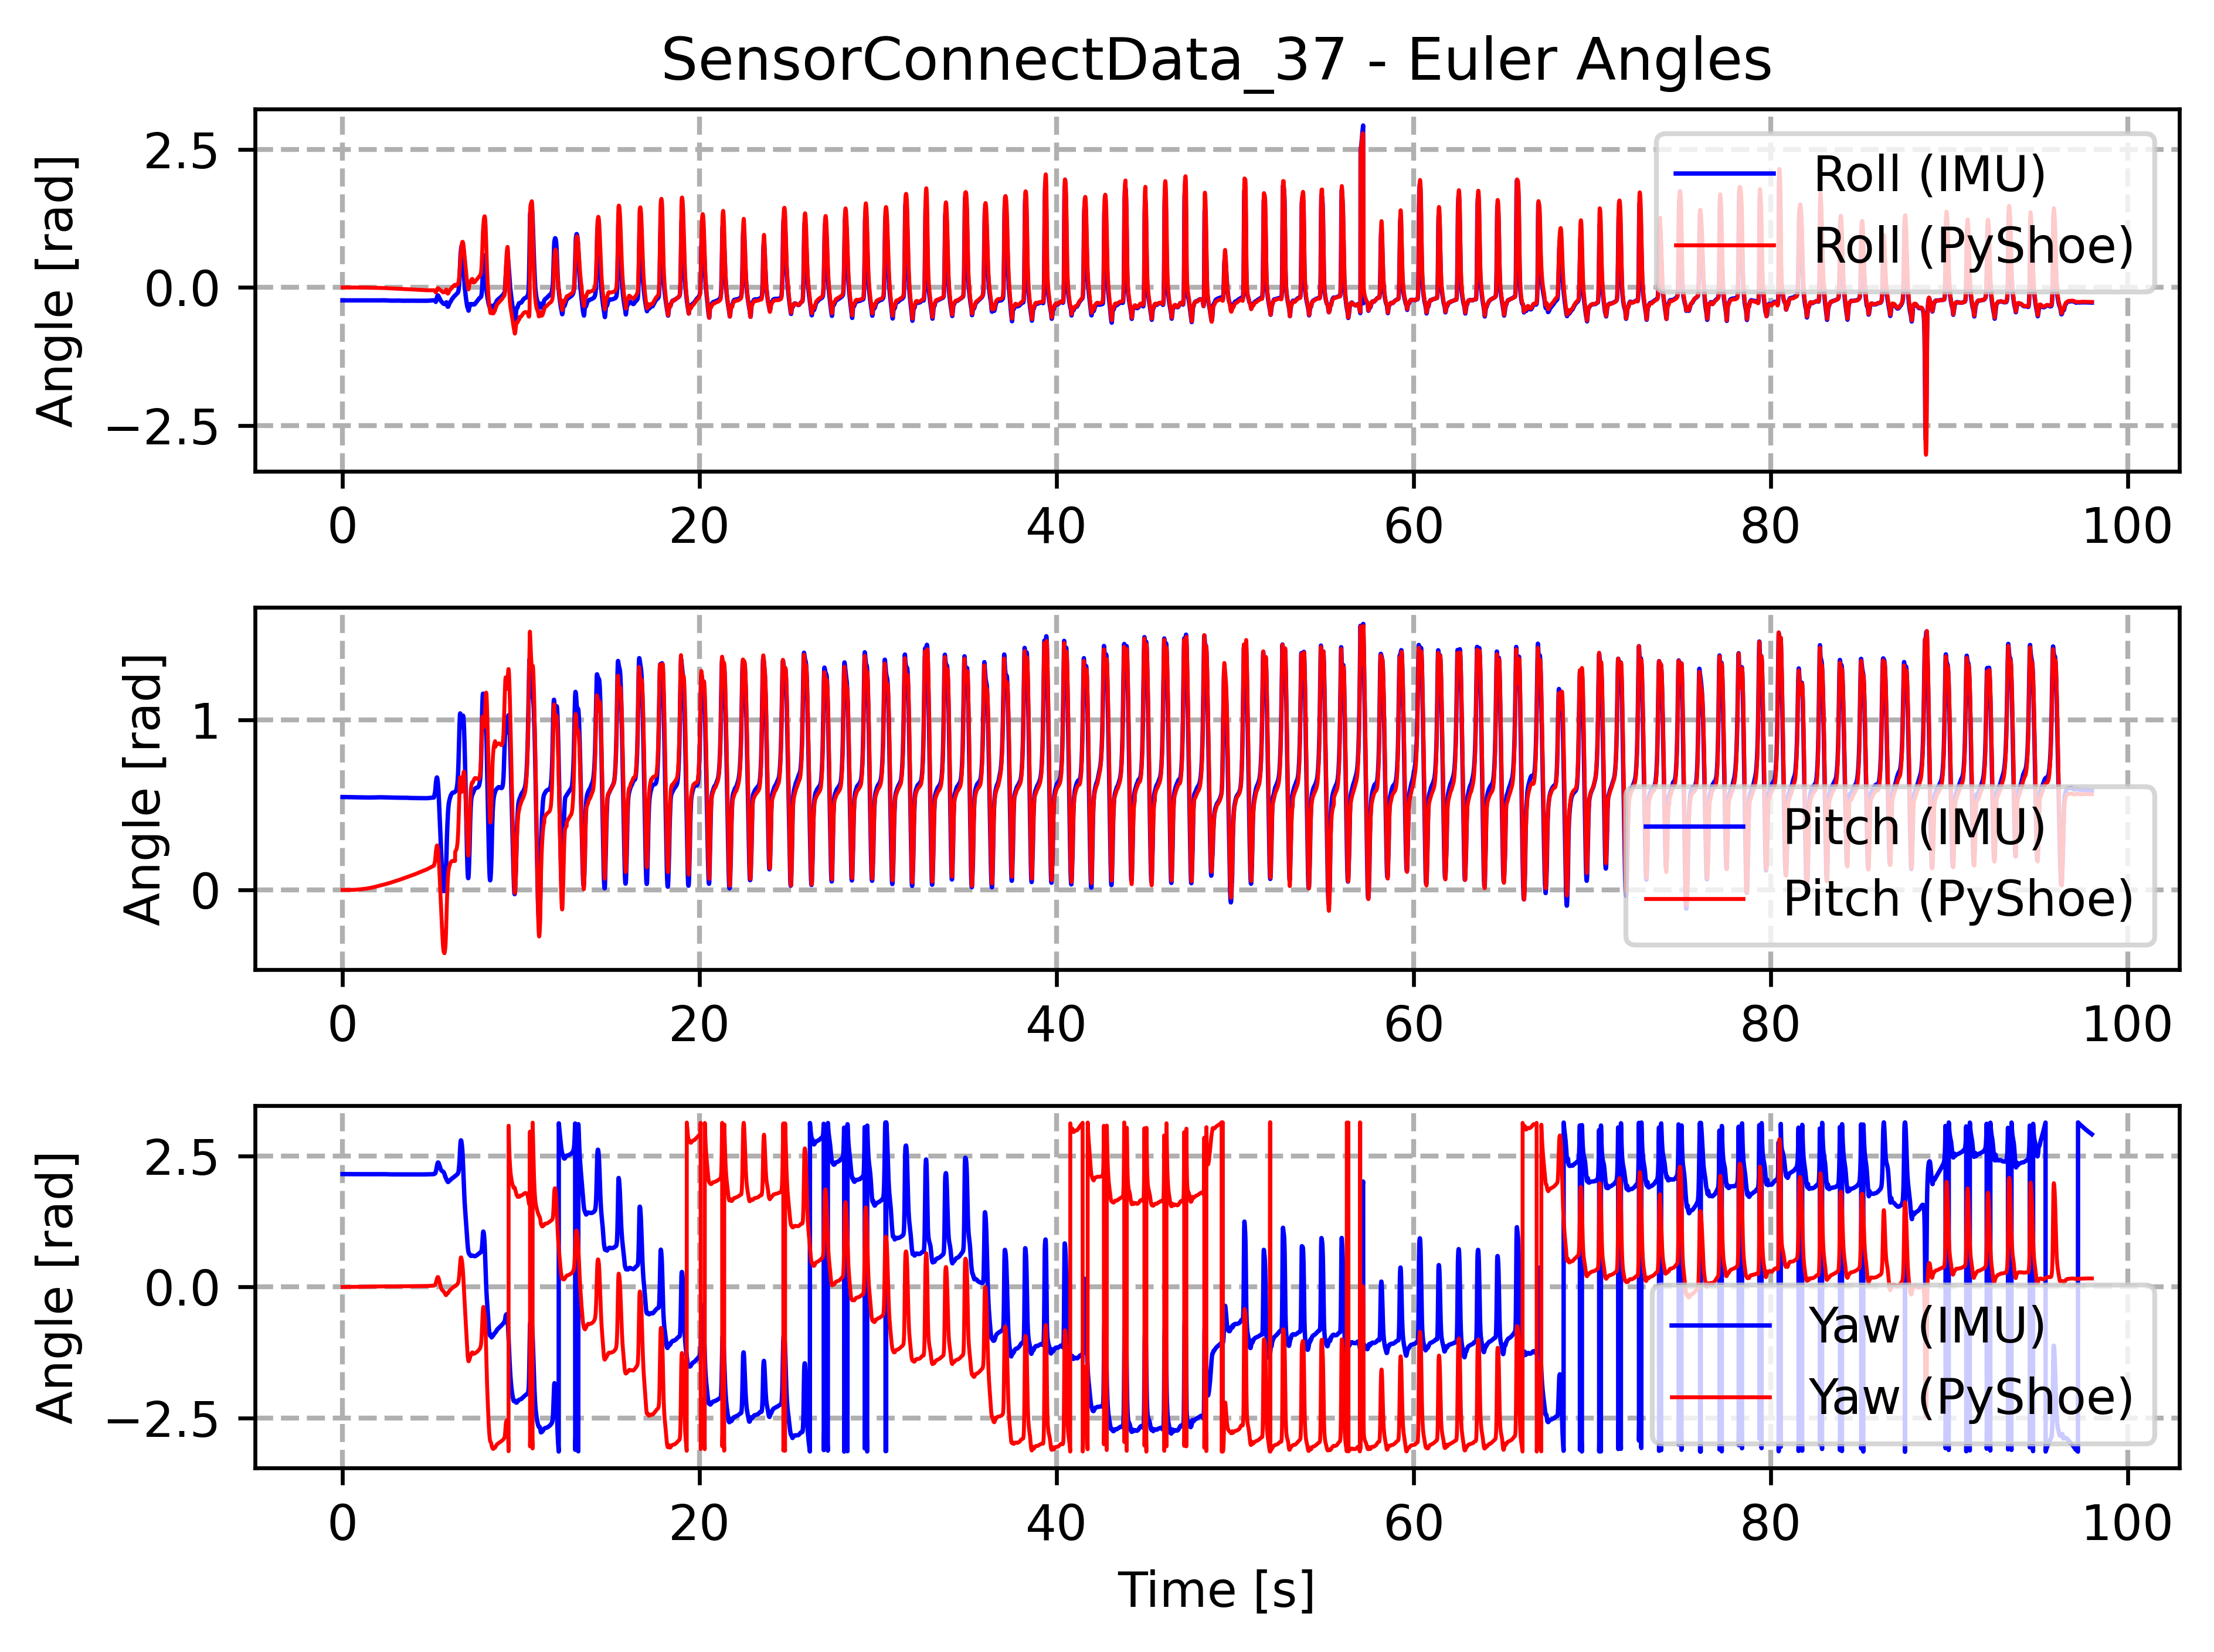 SensorConnectData_37 - Euler Angles
Angle [rad]
2.5
0.0
−2.5
Roll (IMU)
Roll (PyShoe)
0 20 40 60 80 100
Angle [rad]
1
0
Pitch (IMU)
Pitch (PyShoe)
0 20 40 60 80 100
Angle [rad]
2.5
0.0
−2.5
Yaw (IMU)
Yaw (PyShoe)
0 20 40 60 80 100
Time [s]